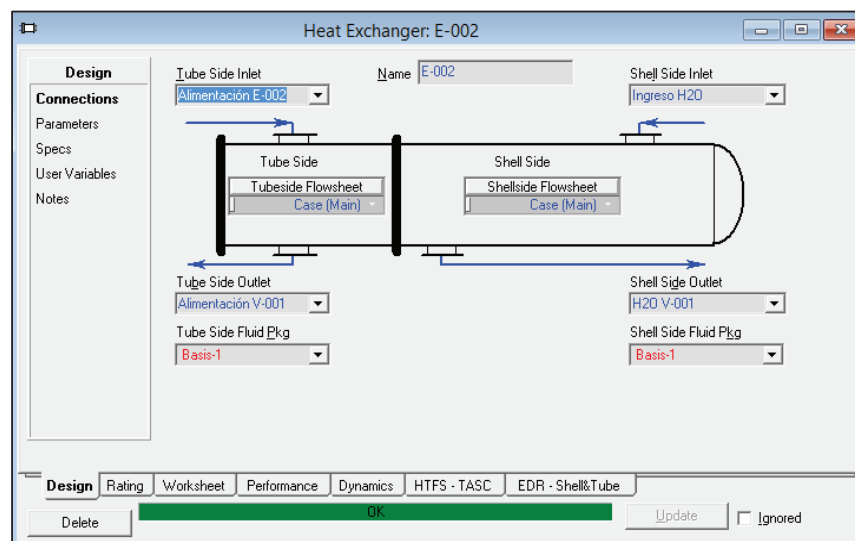 Heat Exchanger: E-002
Design
Connections
Parameters
Specs
User Variables
Notes
Tube Side Inlet
Alimentación E-002
Name E-002
Shell Side Inlet
Ingreso H2O
Tube Side
Tubeside Flowsheet
Case (Main)
Shell Side
Shellside Flowsheet
Case (Main)
Tube Side Outlet
Alimentación V-001
Tube Side Fluid Pkg
Basis-1
Shell Side Outlet
H2O V-001
Shell Side Fluid Pkg
Basis-1
Design Rating Worksheet Performance Dynamics HTFS - TASC EDR - Shell&Tube
Delete OK Update Ignored